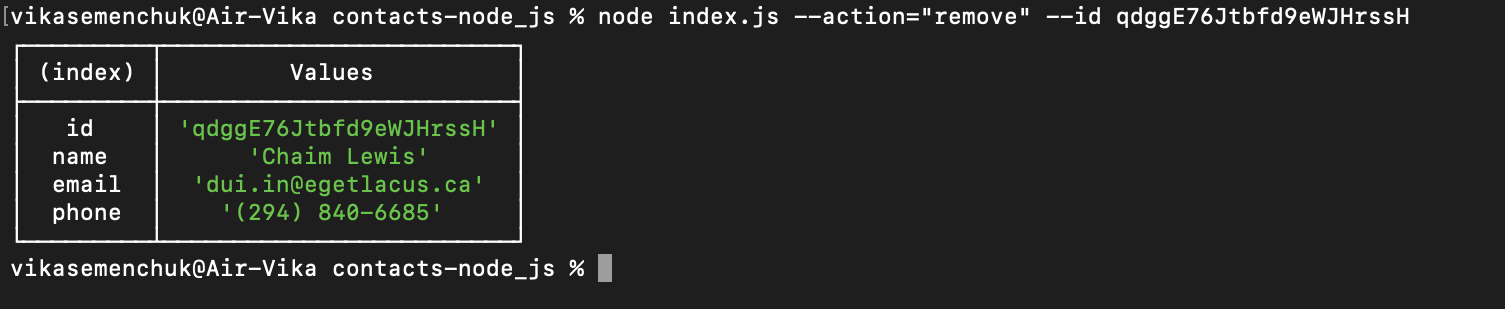 vikasemenchuk@Air-Vika contacts-node_js % node index.js --action="remove" --id qdggE76Jtbfd9eWJHrssH
(index) Values
id 'qdggE76Jtbfd9eWJHrssH'
name 'Chaim Lewis'
email 'dui.in@egetlacus.ca'
phone '(294) 840-6685'
vikasemenchuk@Air-Vika contacts-node_js %